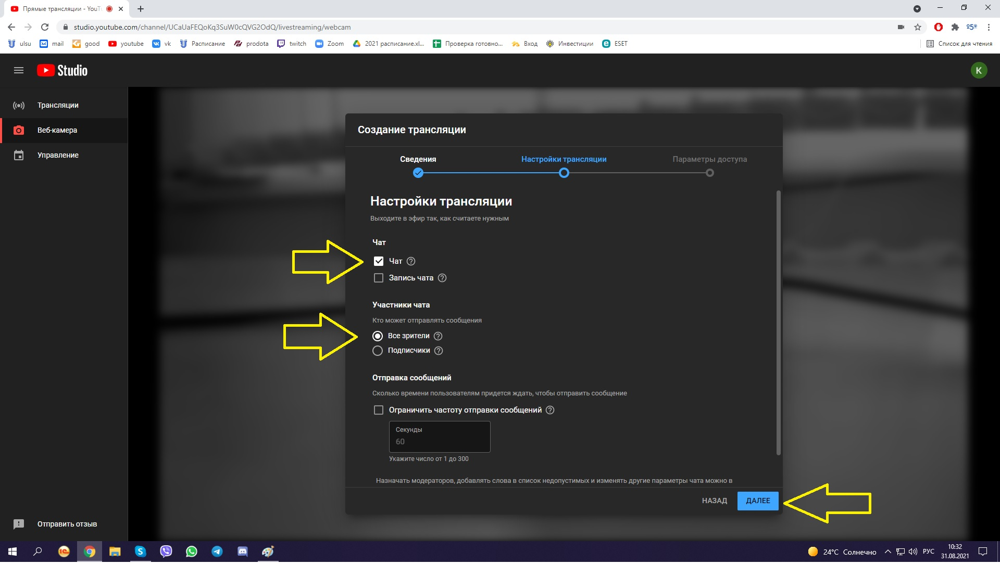 Прямые трансляции - YouT
studio.youtube.com/channel/UCaUaFEQoKq3SuW0cQVG2OdQ/livestreaming/webcam
25°
ulsu
mail
good
youtube
vk
Расписание
prodota
twitch
Zoom
2021 расписание.xl...
Проверка готовно...
Вход
Инвестиции
ESET
Список для чтения
Studio
K
Трансляции
Веб-камера
Управление
Создание трансляции
Сведения
Настройки трансляции
Параметры доступа
Настройки трансляции
Выходите в эфир так, как считаете нужным
Чат
Чат
Запись чата
Участники чата
Кто может отправлять сообщения
Все зрители
Подписчики
Отправка сообщений
Сколько времени пользователям придется ждать, чтобы отправить сообщение
Ограничить частоту отправки сообщений
Секунды
60
Укажите число от 1 до 300
Назначать модераторов, добавлять слова в список недопустимых и изменять другие параметры чата можно в
НАЗАД
ДАЛЕЕ
Отправить отзыв
24°C Солнечно
РУС
10:32
31.08.2021